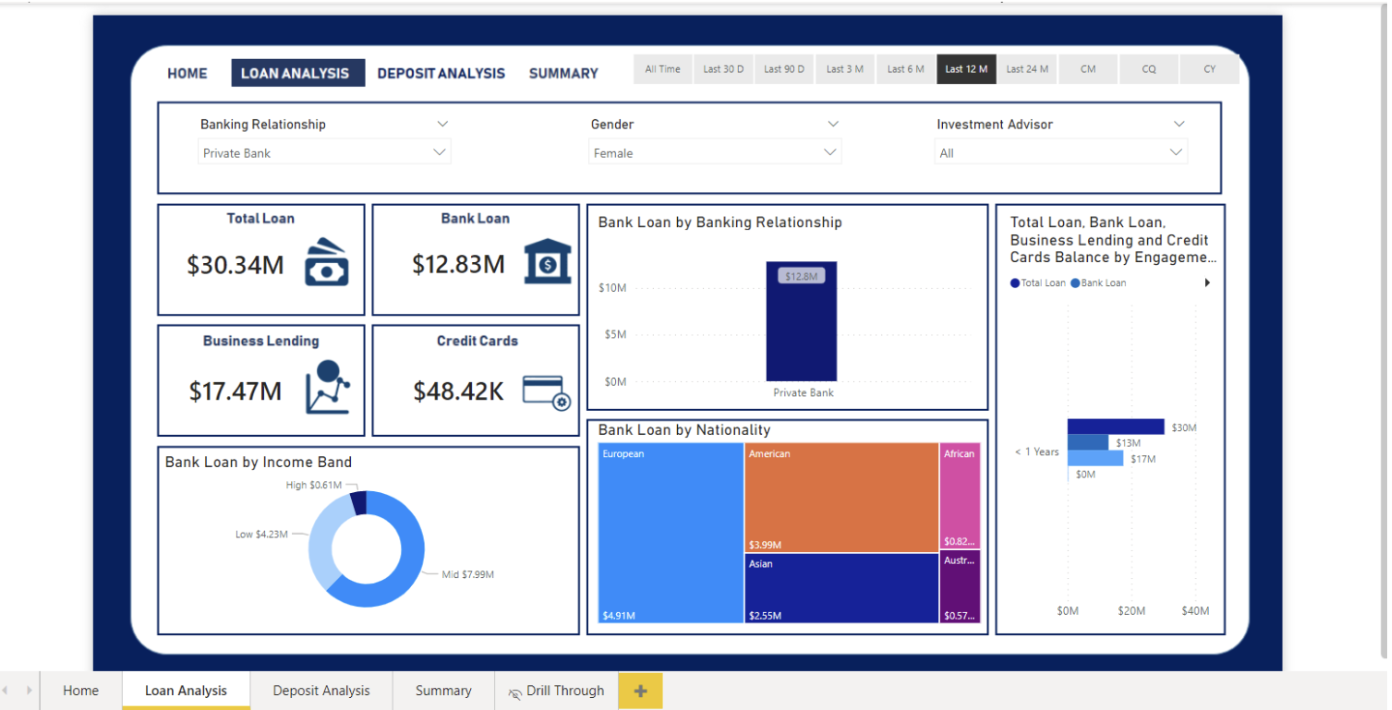 HOME
LOAN ANALYSIS
DEPOSIT ANALYSIS
SUMMARY
All Time
Last 30 D
Last 90 D
Last 3 M
Last 6 M
Last 12 M
Last 24 M
CM
CQ
CY
Banking Relationship
Private Bank
Gender
Female
Investment Advisor
All
Total Loan
$30.34M
Bank Loan
$12.83M
Business Lending
$17.47M
Credit Cards
$48.42K
Bank Loan by Income Band
High $0.61M
Low $4.23M
Mid $7.99M
Bank Loan by Banking Relationship
$12.8M
$10M
$5M
$0M
Private Bank
Bank Loan by Nationality
European
$4.91M
American
$3.99M
Asian
$2.55M
African
$0.82...
Austr...
$0.57...
Total Loan, Bank Loan,
Business Lending and Credit
Cards Balance by Engageme...
Total Loan
Bank Loan
< 1 Years
$30M
$13M
$17M
$0M
$0M
$20M
$40M
Home
Loan Analysis
Deposit Analysis
Summary
Drill Through
+